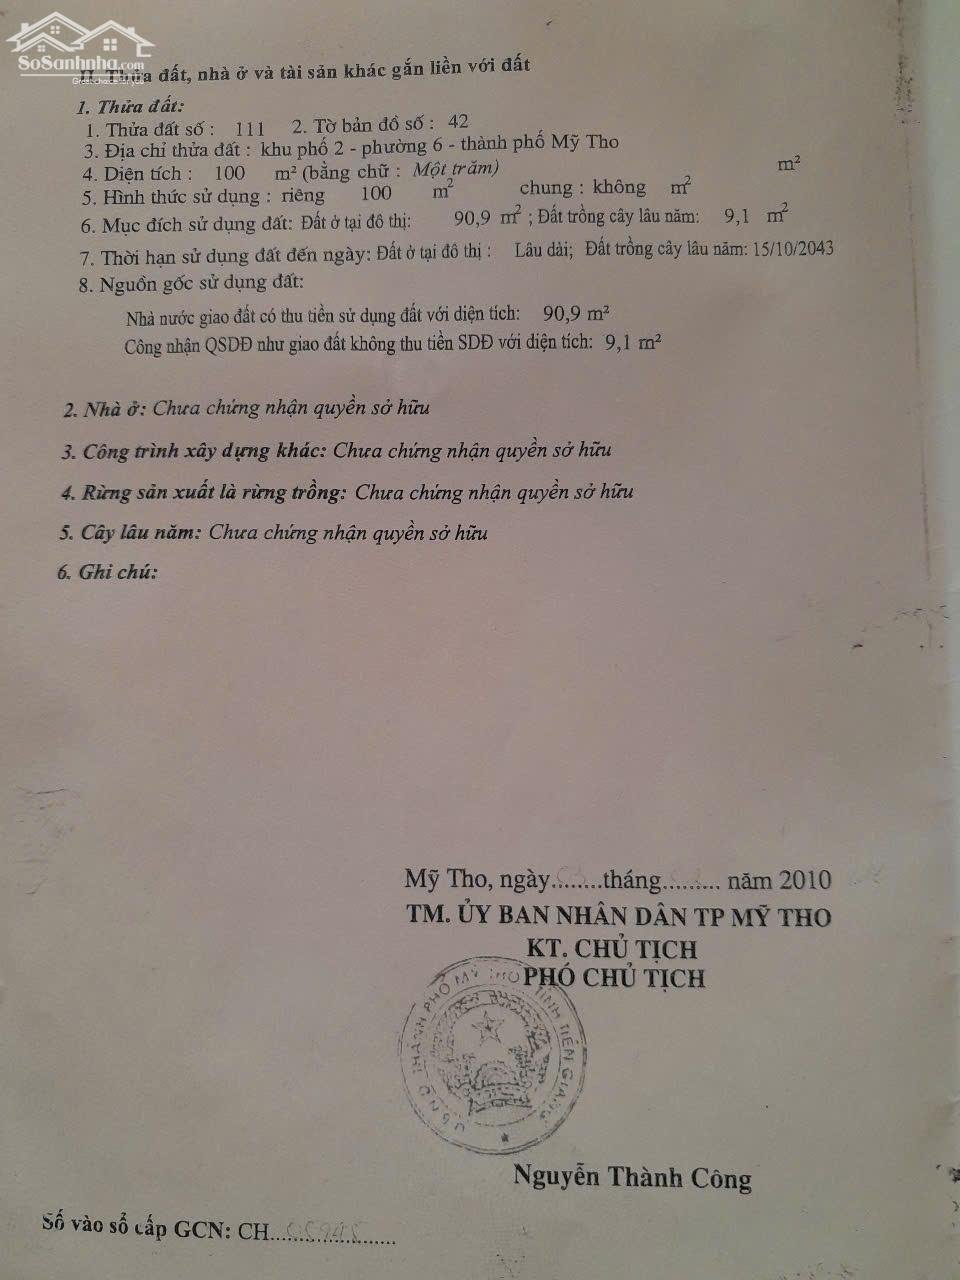 SoSanhnha.com
II. Thửa đất, nhà ở và tài sản khác gắn liền với đất
1. Thửa đất:
1. Thửa đất số : 111 2. Tờ bản đồ số : 42
3. Địa chỉ thửa đất : khu phố 2 - phường 6 - thành phố Mỹ Tho
4. Diện tích : 100 m² (bằng chữ : Một trăm) m²
5. Hình thức sử dụng : riêng 100 m² chung : không m²
6. Mục đích sử dụng đất: Đất ở tại đô thị: 90,9 m² ; Đất trồng cây lâu năm: 9,1 m²
7. Thời hạn sử dụng đất đến ngày: Đất ở tại đô thị : Lâu dài; Đất trồng cây lâu năm: 15/10/2043
8. Nguồn gốc sử dụng đất:
Nhà nước giao đất có thu tiền sử dụng đất với diện tích: 90,9 m²
Công nhận QSDĐ như giao đất không thu tiền SDĐ với diện tích: 9,1 m²
2. Nhà ở: Chưa chứng nhận quyền sở hữu
3. Công trình xây dựng khác: Chưa chứng nhận quyền sở hữu
4. Rừng sản xuất là rừng trồng: Chưa chứng nhận quyền sở hữu
5. Cây lâu năm: Chưa chứng nhận quyền sở hữu
6. Ghi chú:
Mỹ Tho, ngày........tháng......... năm 2010
TM. ỦY BAN NHÂN DÂN TP MỸ THO
KT. CHỦ TỊCH
PHÓ CHỦ TỊCH
U.B.N.D THÀNH PHỐ MỸ THO TỈNH TIỀN GIANG
Nguyễn Thành Công
Số vào sổ cấp GCN: CH.....................